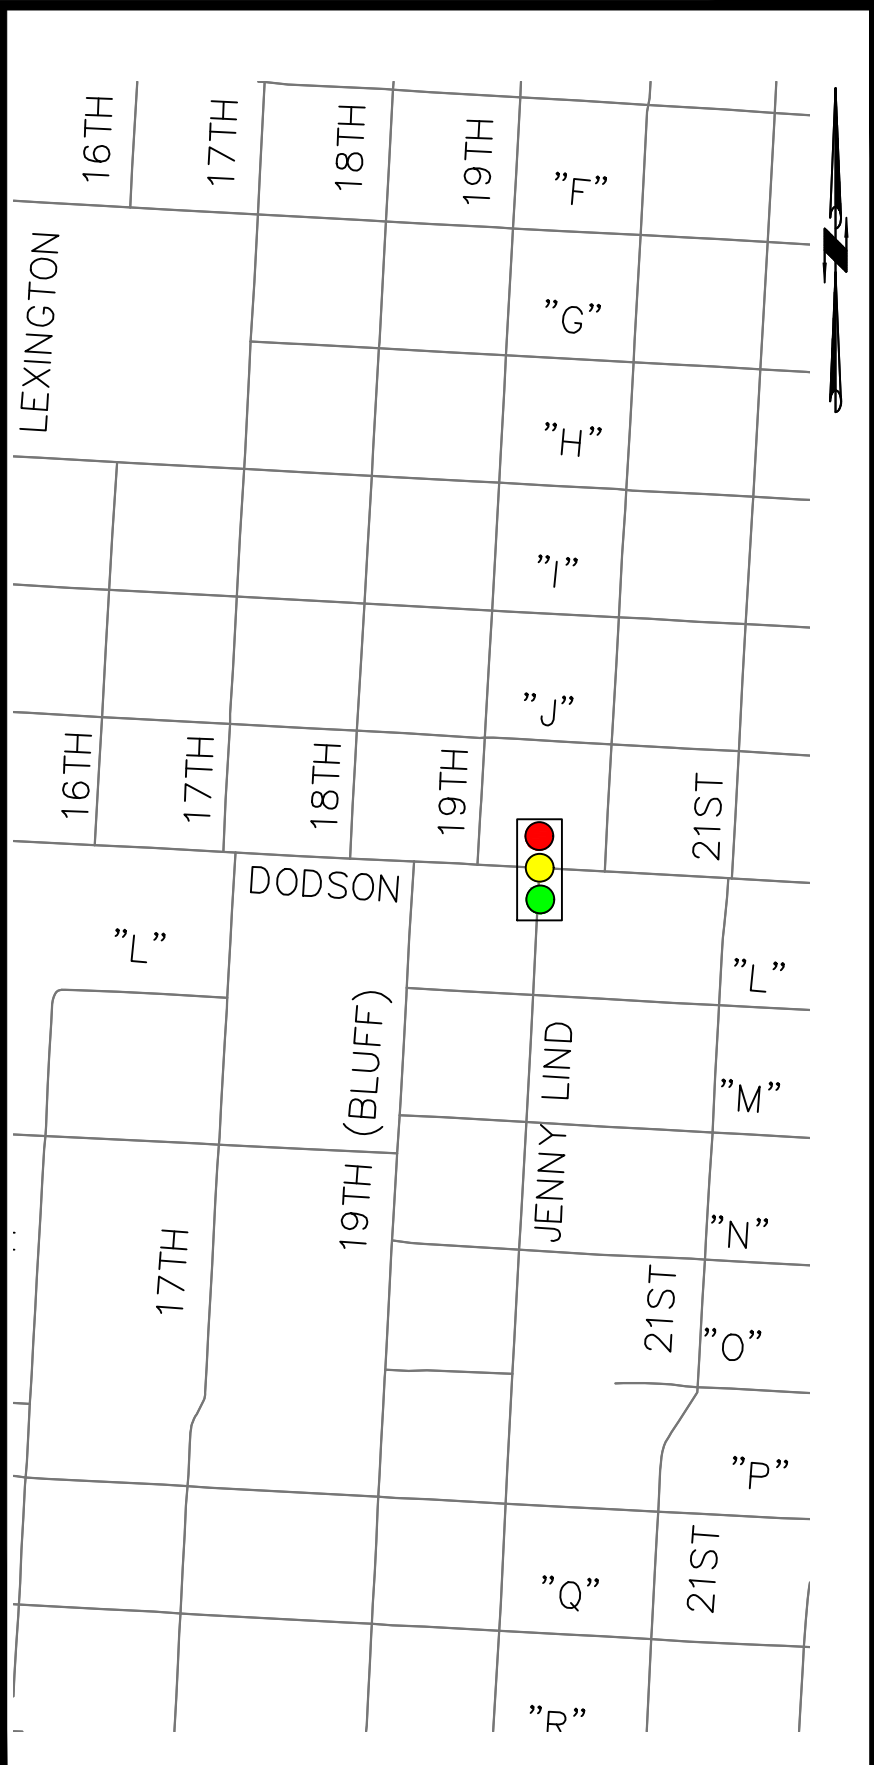 16TH
17TH
18TH
19TH
"F"
LEXINGTON
"G"
"H"
"I"
"J"
16TH
17TH
18TH
19TH
21ST
DODSON
"L"
"L"
(BLUFF)
19TH
JENNY LIND
"M"
"N"
17TH
21ST
"O"
"P"
21ST
"Q"
"R"